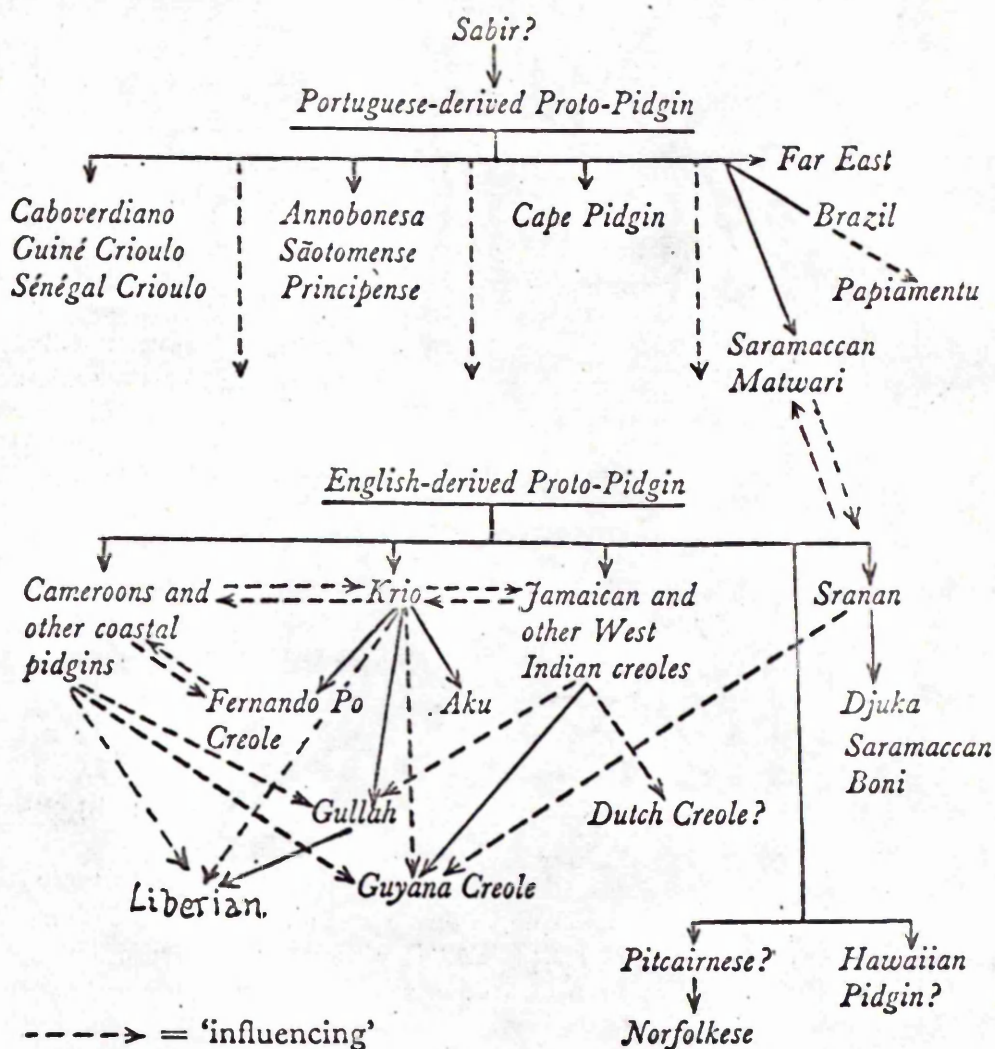 Sabir?
Portuguese-derived Proto-Pidgin
Far East
Caboverdiano
Guiné Crioulo
Sénégal Crioulo
Annobonesa
Sãotomense
Principense
Cape Pidgin
Brazil
Papiamentu
Saramaccan
Matwari
English-derived Proto-Pidgin
Cameroons and
other coastal
pidgins
Krio
Jamaican and
other West
Indian creoles
Sranan
Fernando Po
Creole
Aku
Djuka
Saramaccan
Boni
Gullah
Dutch Creole?
Liberian.
Guyana Creole
Pitcairnese?
Hawaiian
Pidgin?
Norfolkese
= 'influencing'